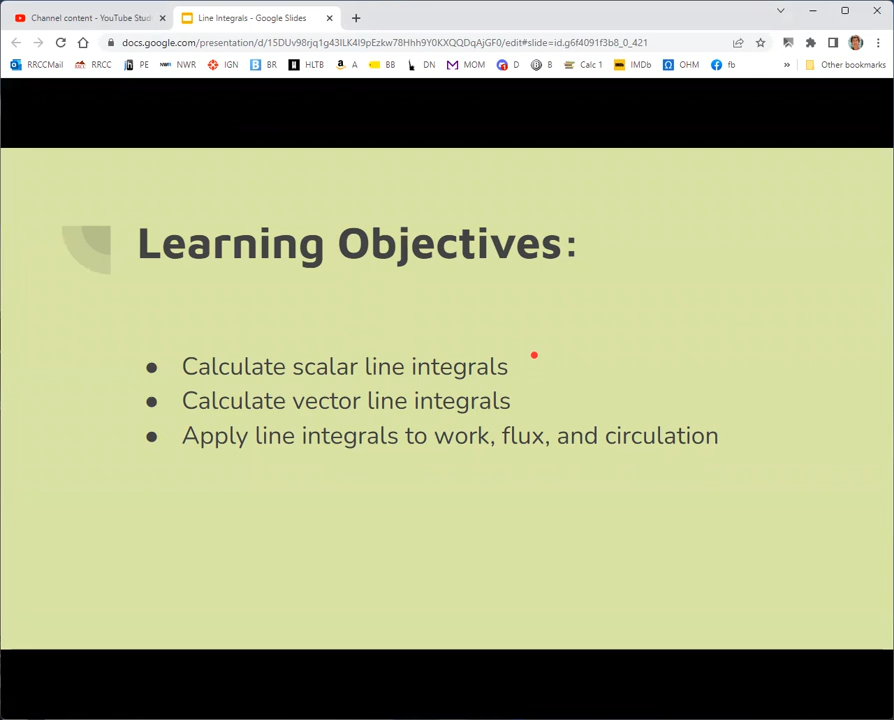 Channel content - YouTube Stud
Line Integrals - Google Slides
docs.google.com/presentation/d/15DUv98rjq1g43ILK4I9pEzkw78Hhh9Y0KXQQDqAjGF0/edit#slide=id.g6f4091f3b8_0_421
RRCCMail RRCC PE NWR IGN BR HLTB A BB DN MOM D B Calc 1 IMDb OHM fb » Other bookmarks
Learning Objectives:
● Calculate scalar line integrals
● Calculate vector line integrals
● Apply line integrals to work, flux, and circulation